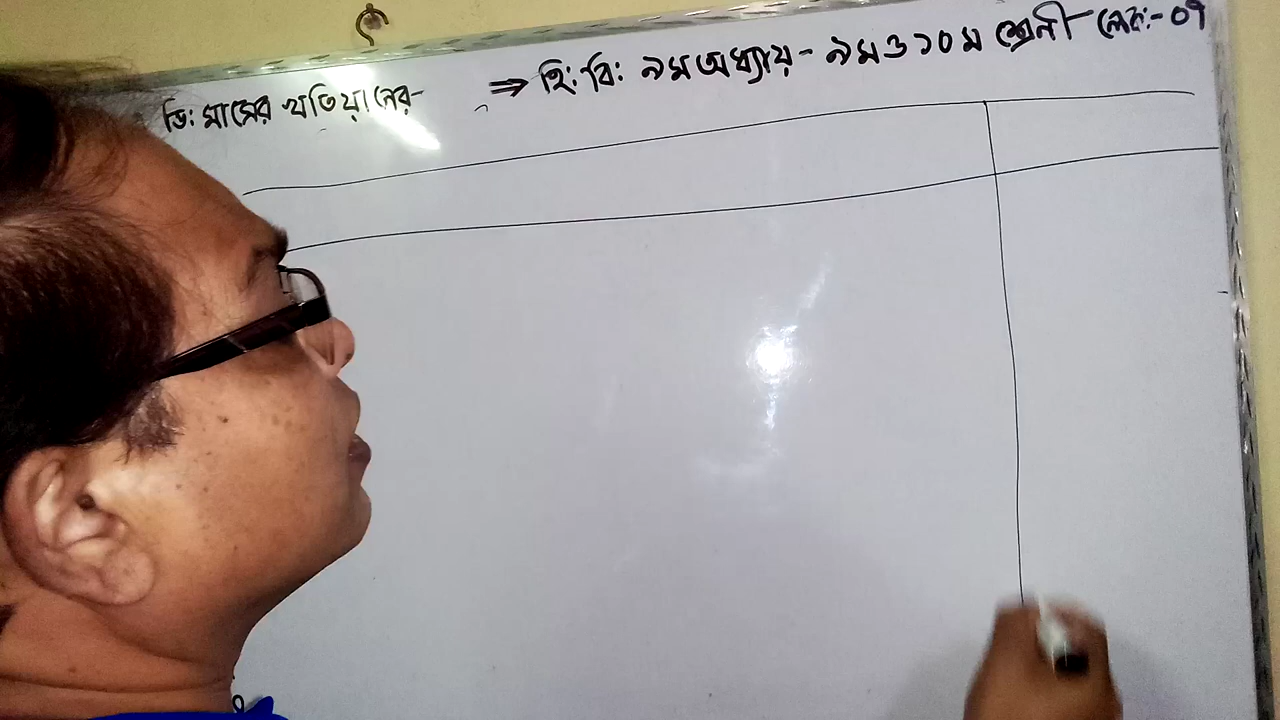 ভি: মাসের খতিয়ানের- ⇒ হি: বি: ৯ম অধ্যায়- ৯ম ও ১০ম শ্রেনী লেক:- ০৭